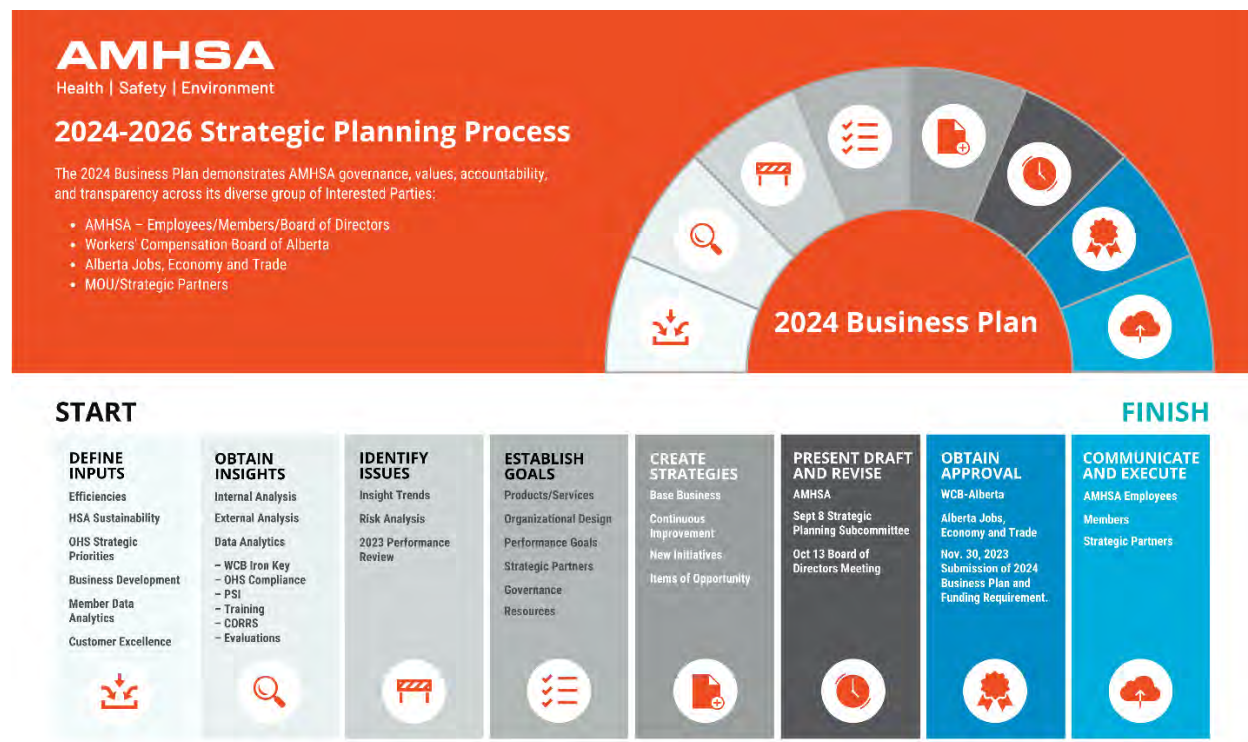 AMHSA
Health | Safety | Environment
2024-2026 Strategic Planning Process
The 2024 Business Plan demonstrates AMHSA governance, values, accountability,
and transparency across its diverse group of Interested Parties:
• AMHSA – Employees/Members/Board of Directors
• Workers' Compensation Board of Alberta
• Alberta Jobs, Economy and Trade
• MOU/Strategic Partners
2024 Business Plan
START
FINISH
DEFINE
INPUTS
Efficiencies
HSA Sustainability
OHS Strategic
Priorities
Business Development
Member Data
Analytics
Customer Excellence
OBTAIN
INSIGHTS
Internal Analysis
External Analysis
Data Analytics
– WCB Iron Key
– OHS Compliance
– PSI
– Training
– CORRS
– Evaluations
IDENTIFY
ISSUES
Insight Trends
Risk Analysis
2023 Performance
Review
ESTABLISH
GOALS
Products/Services
Organizational Design
Performance Goals
Strategic Partners
Governance
Resources
CREATE
STRATEGIES
Base Business
Continuous
Improvement
New Initiatives
Items of Opportunity
PRESENT DRAFT
AND REVISE
AMHSA
Sept 8 Strategic
Planning Subcommittee
Oct 13 Board of
Directors Meeting
OBTAIN
APPROVAL
WCB-Alberta
Alberta Jobs,
Economy and Trade
Nov. 30, 2023
Submission of 2024
Business Plan and
Funding Requirement.
COMMUNICATE
AND EXECUTE
AMHSA Employees
Members
Strategic Partners